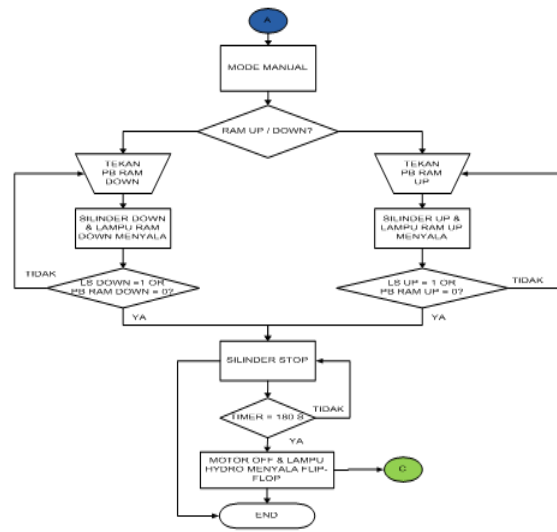 A
MODE MANUAL
RAM UP / DOWN?
TEKAN
PB RAM
DOWN
TEKAN
PB RAM
UP
SILINDER DOWN
& LAMPU RAM
DOWN MENYALA
SILINDER UP &
LAMPU RAM UP
MENYALA
TIDAK
LS DOWN =1 OR
PB RAM DOWN = 0?
LS UP = 1 OR
PB RAM UP = 0?
TIDAK
YA
YA
SILINDER STOP
TIMER = 180 S
TIDAK
YA
MOTOR OFF & LAMPU
HYDRO MENYALA FLIP-
FLOP
C
END